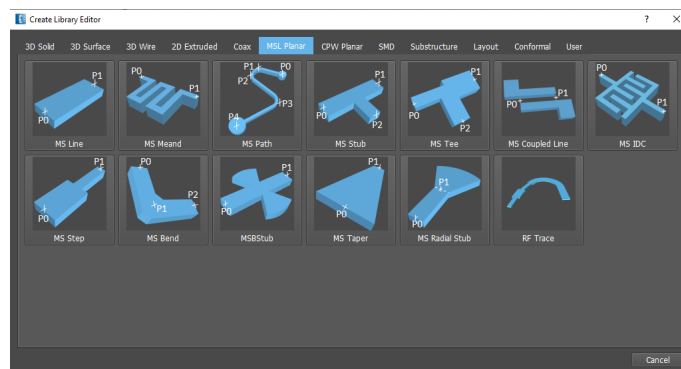 Create Library Editor
? ×
3D Solid 3D Surface 3D Wire 2D Extruded Coax MSL Planar CPW Planar SMD Substructure Layout Conformal User
P1
P0
MS Line
P0
P1
MS Meand
P1 P0
P2
P3
P4
MS Path
P1
P0
P2
MS Stub
P1
P0
P2
MS Tee
P1
P0
MS Coupled Line
P0
P1
MS IDC
P1
P0
MS Step
P0
P2
P1
MS Bend
P1
P0
MSBStub
P1
P0
MS Taper
P1
P0
MS Radial Stub
RF Trace
Cancel